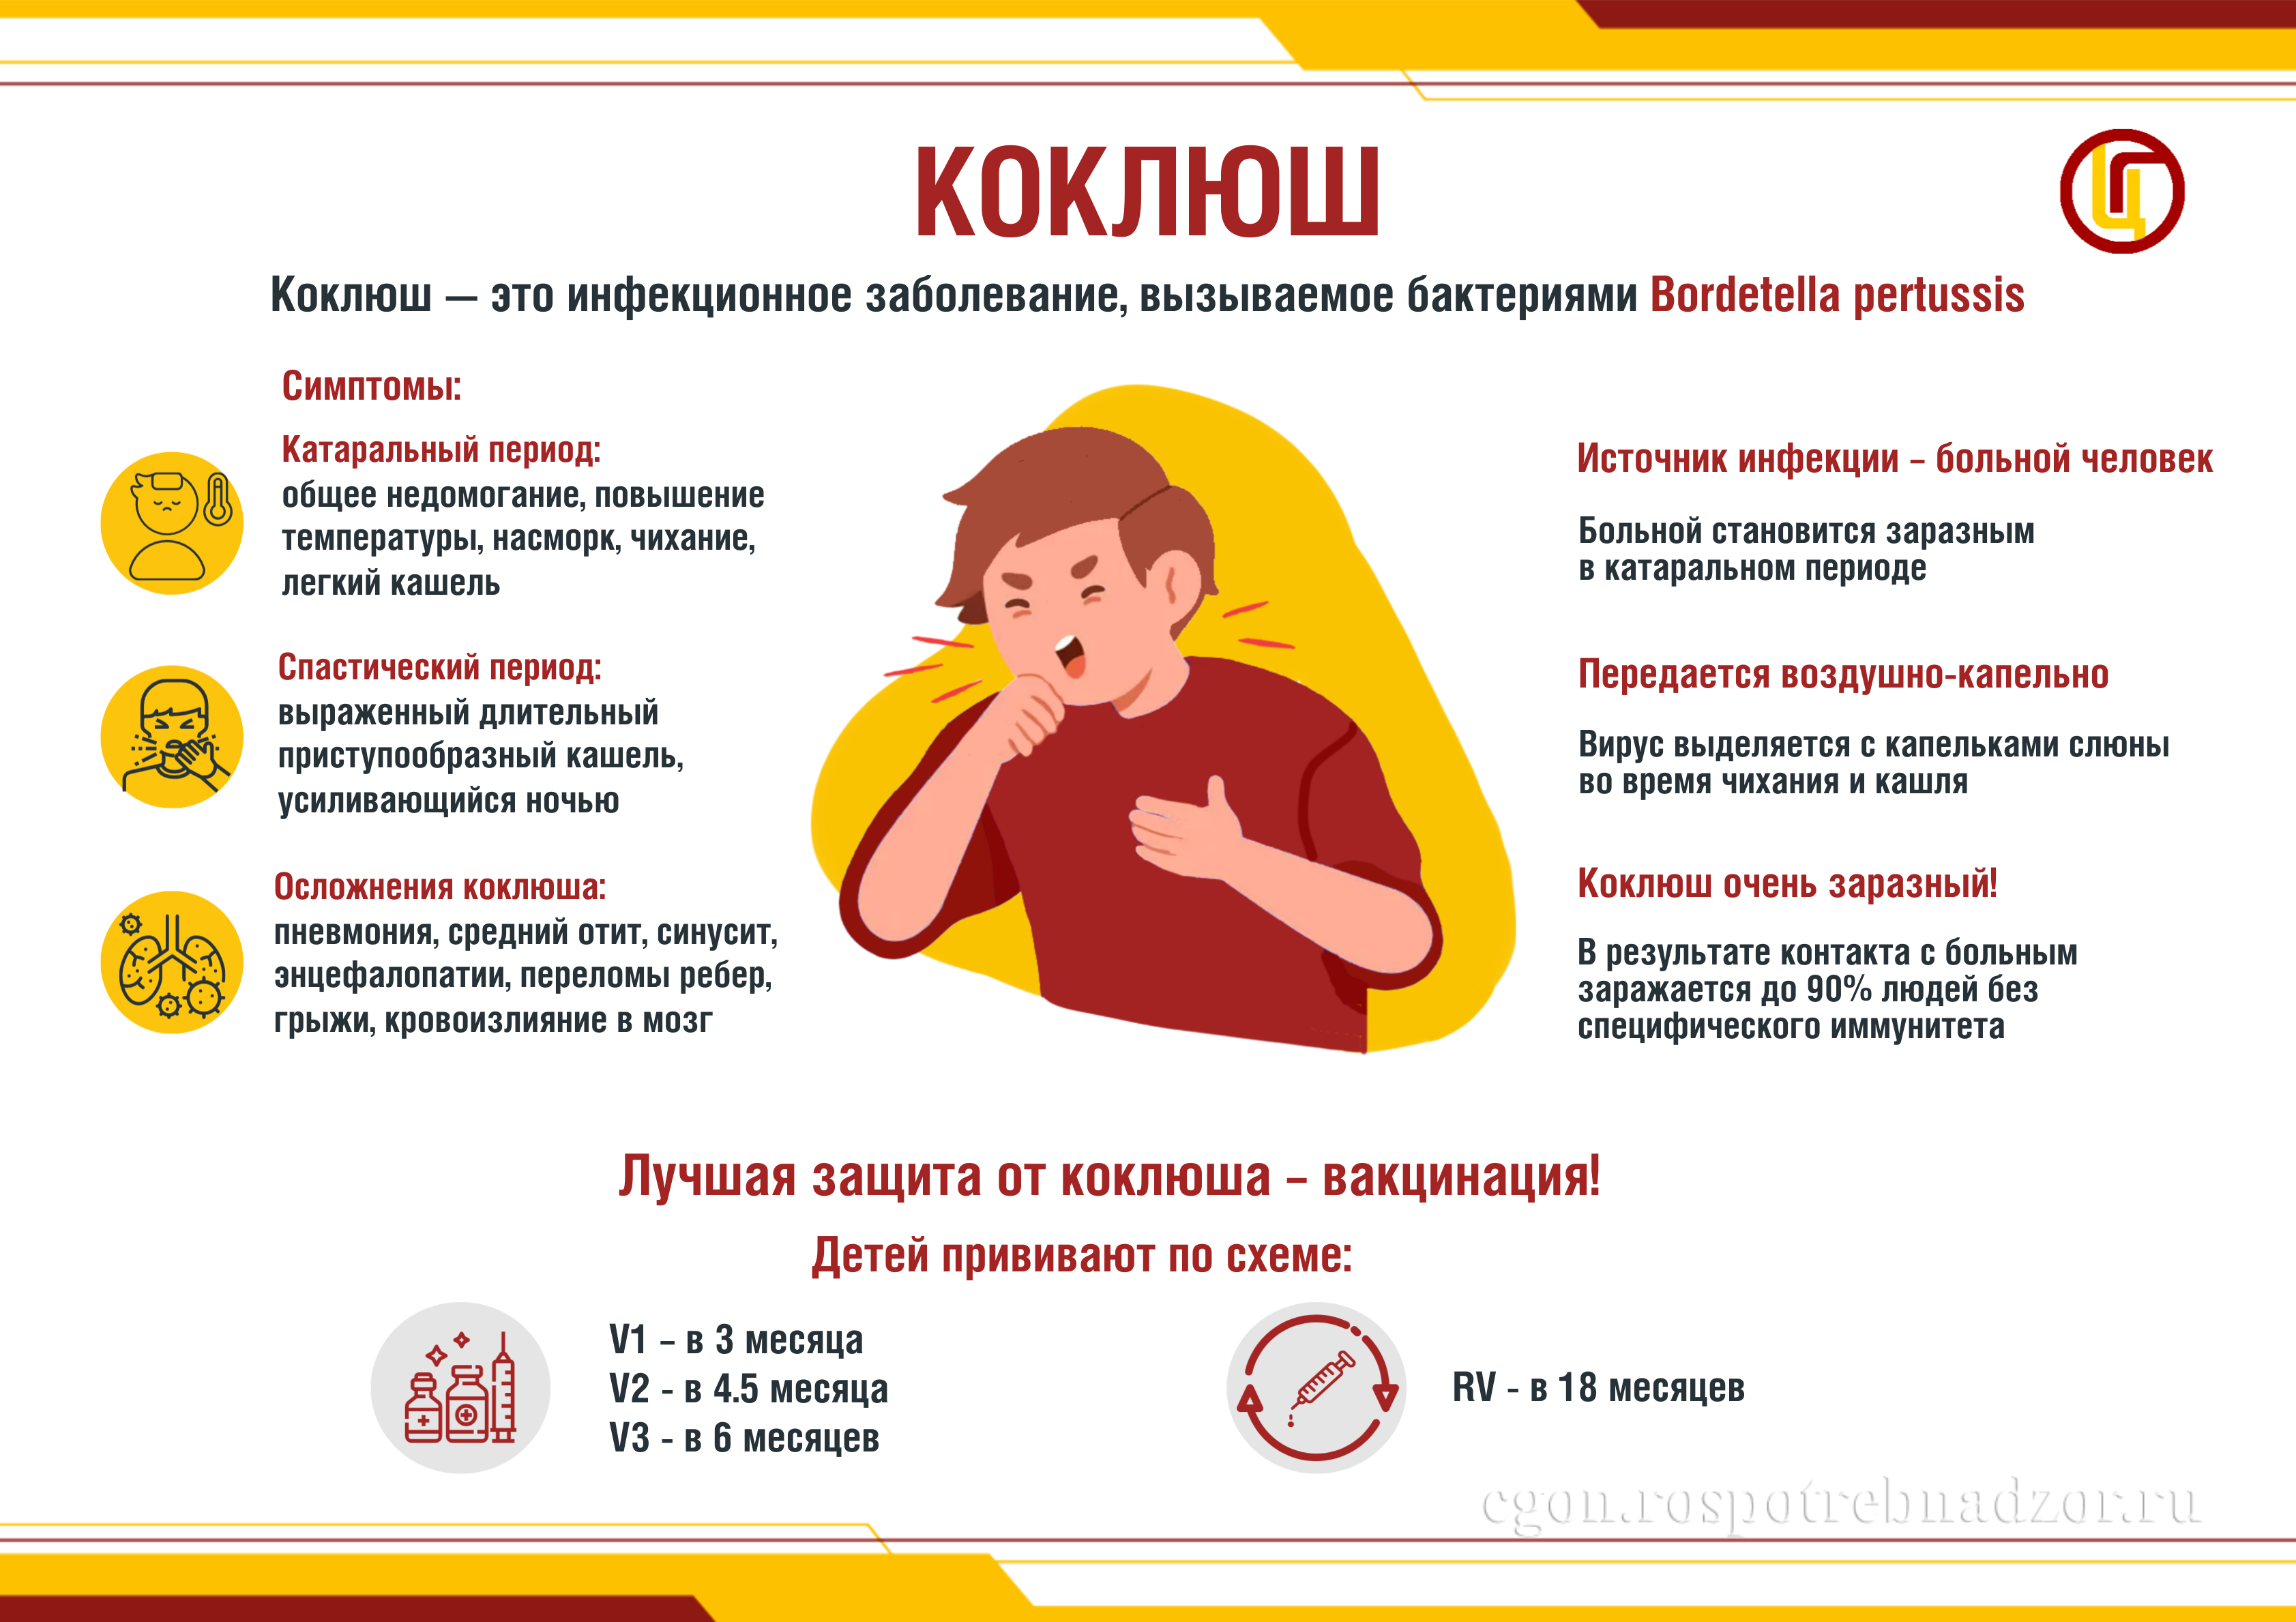 КОКЛЮШ
Коклюш — это инфекционное заболевание, вызываемое бактериями Bordetella pertussis
Симптомы:
Катаральный период:
общее недомогание, повышение
температуры, насморк, чихание,
легкий кашель
Спастический период:
выраженный длительный
приступообразный кашель,
усиливающийся ночью
Осложнения коклюша:
пневмония, средний отит, синусит,
энцефалопатии, переломы ребер,
грыжи, кровоизлияние в мозг
Источник инфекции – больной человек
Больной становится заразным
в катаральном периоде
Передается воздушно-капельно
Вирус выделяется с капельками слюны
во время чихания и кашля
Коклюш очень заразный!
В результате контакта с больным
заражается до 90% людей без
специфического иммунитета
Лучшая защита от коклюша – вакцинация!
Детей прививают по схеме:
V1 – в 3 месяца
V2 - в 4.5 месяца
V3 - в 6 месяцев
RV - в 18 месяцев
cgon.rospotrebnadzor.ru